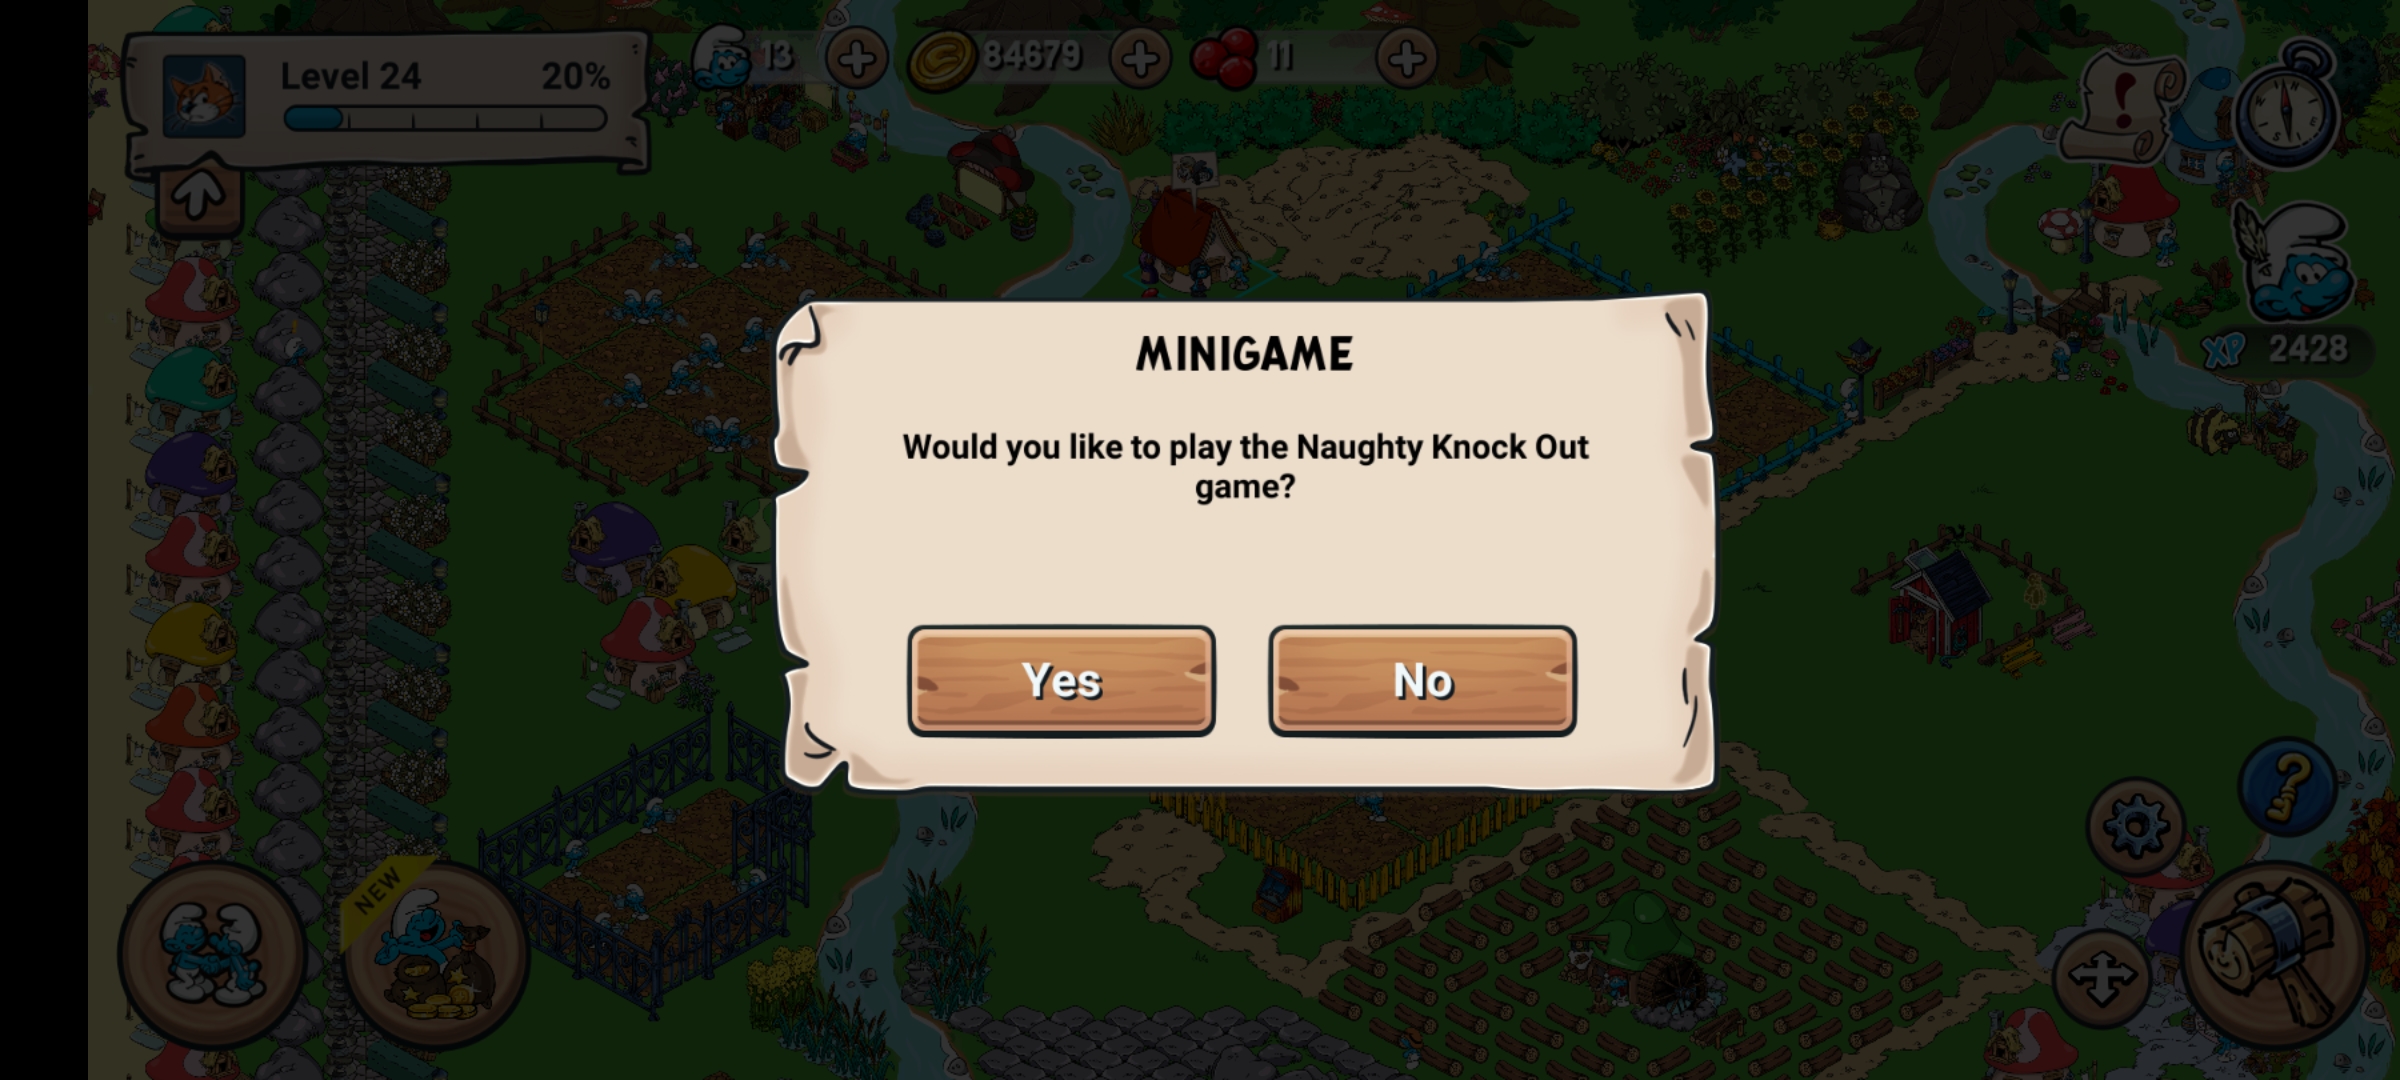 Level 24 20%
13
84679
11
XP 2428
MINIGAME
Would you like to play the Naughty Knock Out
game?
Yes
No
NEW